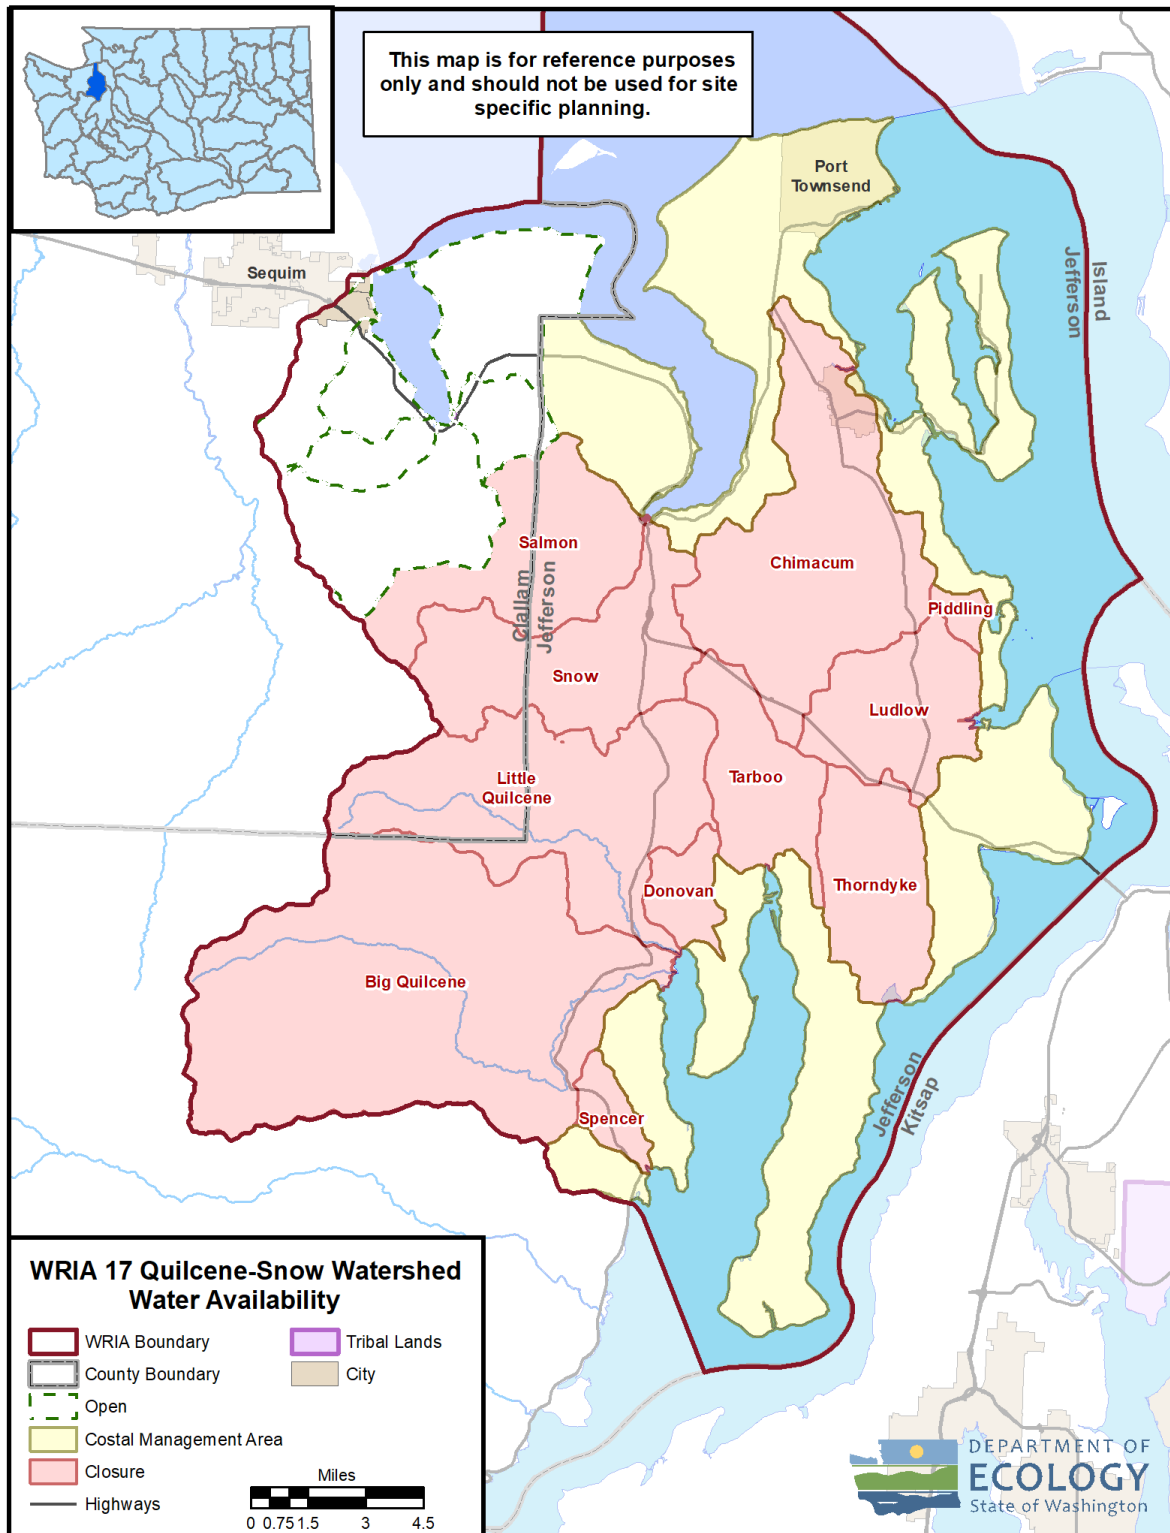 This map is for reference purposes
only and should not be used for site
specific planning.
Port
Townsend
Sequim
Island
Jefferson
Salmon
Clallam
Jefferson
Chimacum
Piddling
Snow
Ludlow
Little
Quilcene
Tarboo
Donovan
Thorndyke
Big Quilcene
Spencer
Jefferson
Kitsap
WRIA 17 Quilcene-Snow Watershed
Water Availability
WRIA Boundary
County Boundary
Open
Costal Management Area
Closure
Highways
Tribal Lands
City
Miles
0 0.75 1.5 3 4.5
DEPARTMENT OF
ECOLOGY
State of Washington